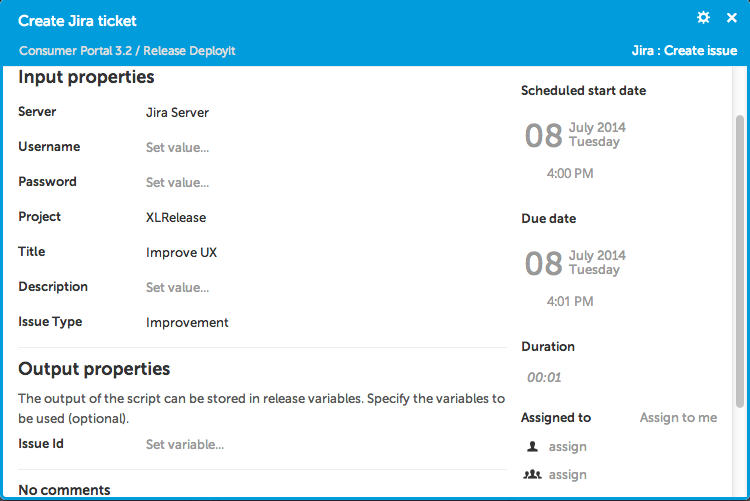 Create Jira ticket
Consumer Portal 3.2 / Release DeployIt
Jira : Create issue
Input properties
Server Jira Server
Username Set value...
Password Set value...
Project XLRelease
Title Improve UX
Description Set value...
Issue Type Improvement
Output properties
The output of the script can be stored in release variables. Specify the variables to
be used (optional).
Issue Id Set variable...
No comments
Scheduled start date
08 July 2014
Tuesday
4:00 PM
Due date
08 July 2014
Tuesday
4:01 PM
Duration
00:01
Assigned to Assign to me
assign
assign